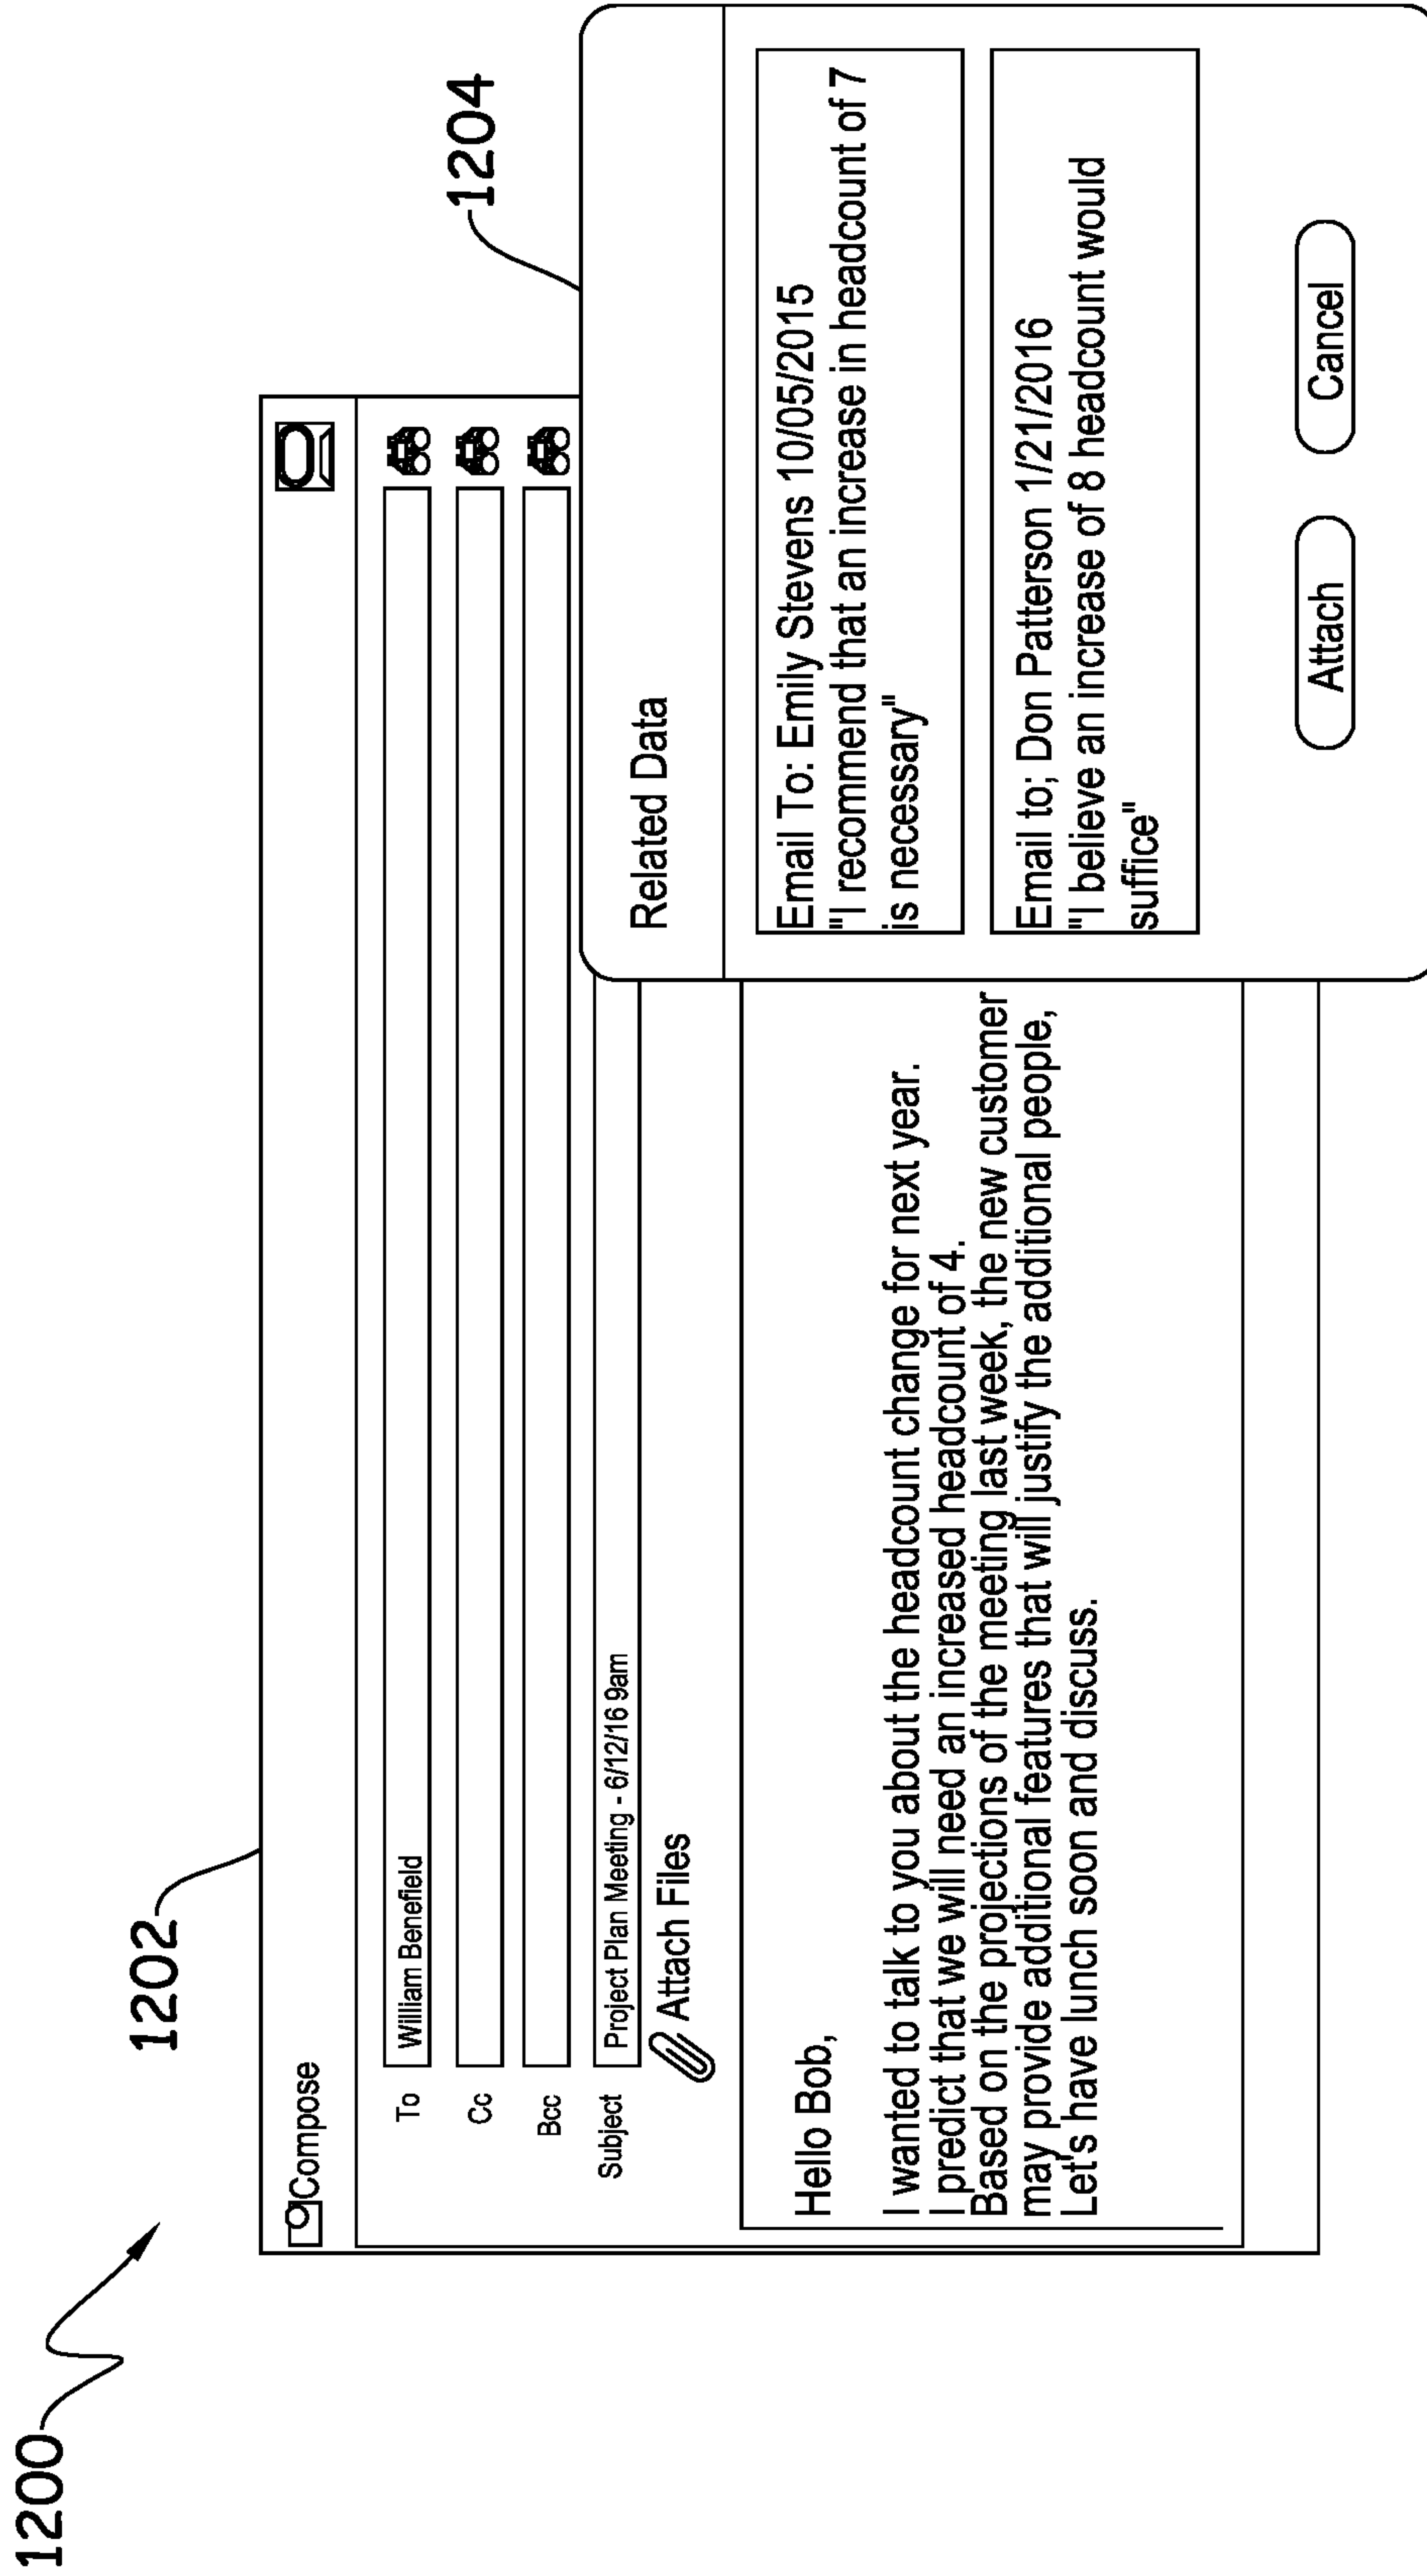 1200
1202
1204
Compose
To
William Benefield
Cc
Bcc
Subject
Project Plan Meeting - 6/12/16 9am
Attach Files
Hello Bob,
I wanted to talk to you about the headcount change for next year.
I predict that we will need an increased headcount of 4.
Based on the projections of the meeting last week, the new customer
may provide additional features that will justify the additional people,
Let's have lunch soon and discuss.
Related Data
Email To: Emily Stevens 10/05/2015
"I recommend that an increase in headcount of 7
is necessary"
Email to; Don Patterson 1/21/2016
"I believe an increase of 8 headcount would
suffice"
Attach
Cancel